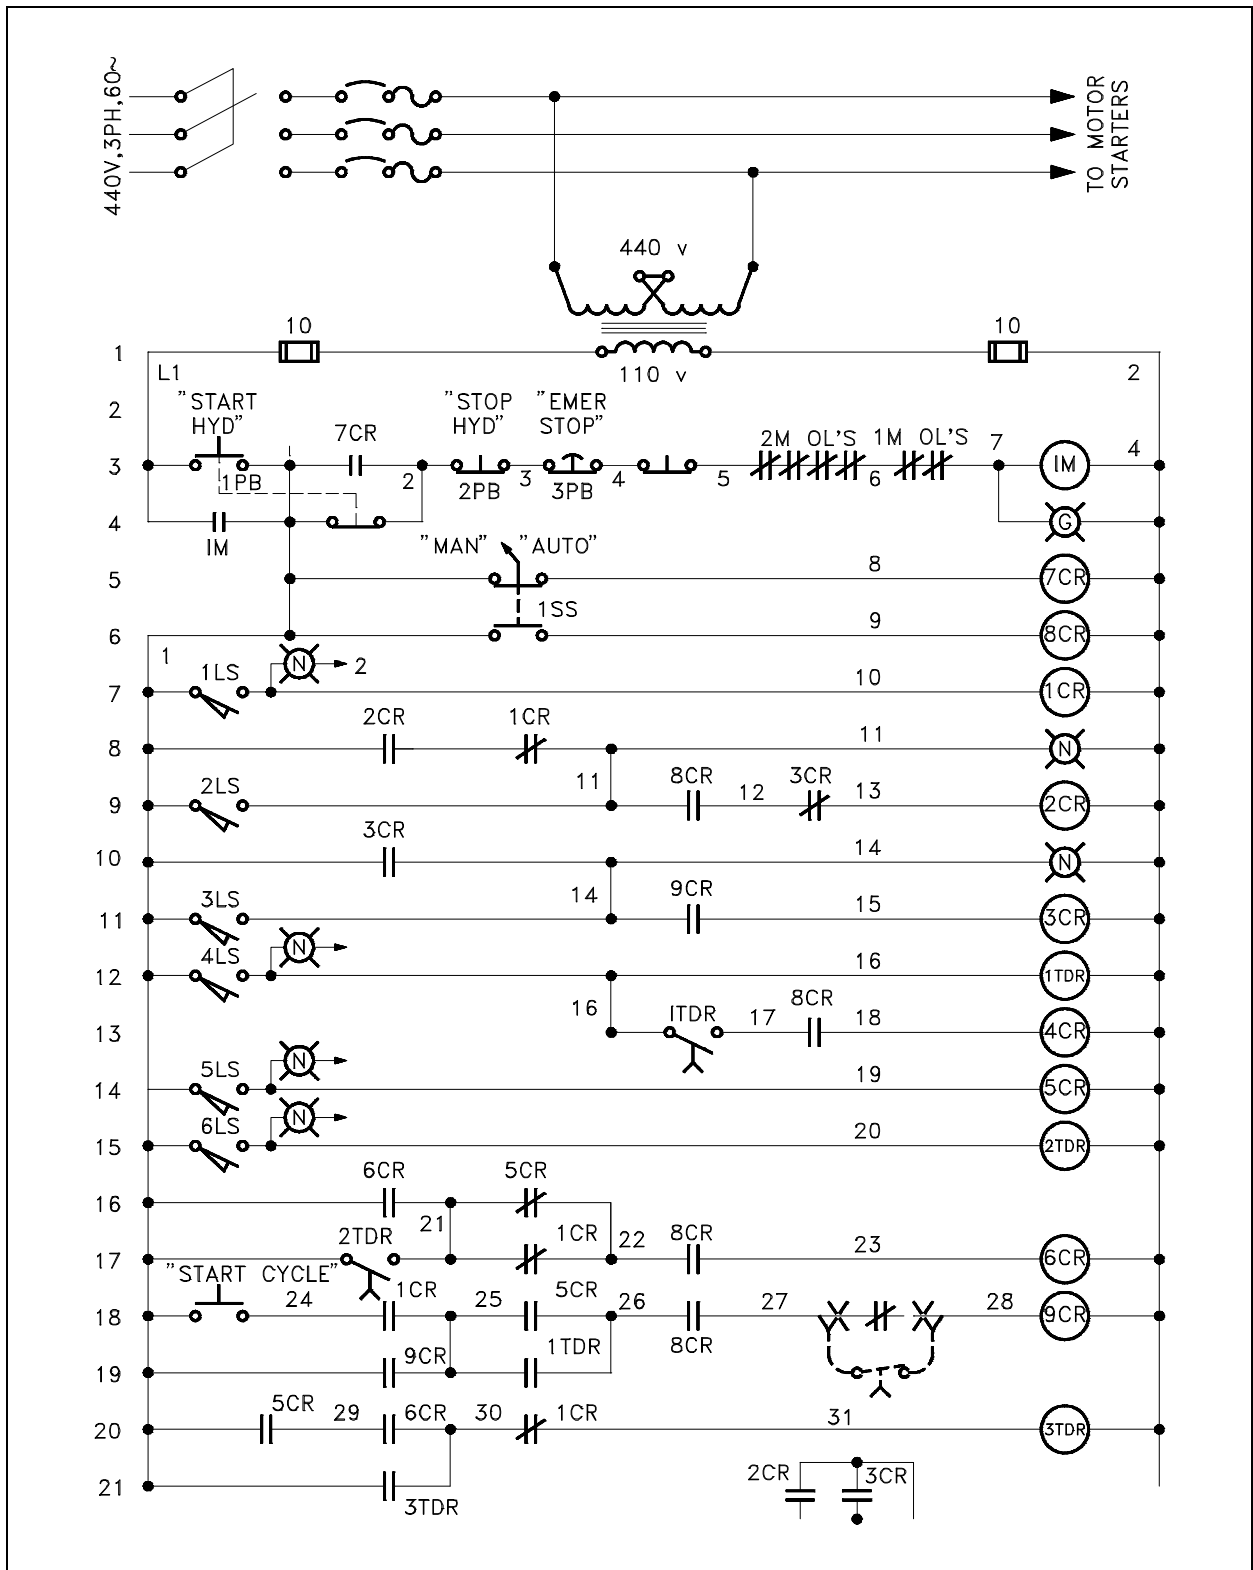 440V,3PH,60~
TO MOTOR
STARTERS
440 v
10
10
1
L1
110 v
2
2
"START
HYD"
"STOP
HYD"
"EMER
STOP"
7CR
2M OL'S
1M OL'S
7
3
1PB
2
2PB
3
3PB
4
5
6
IM
4
4
IM
G
"MAN"
"AUTO"
5
8
7CR
1SS
6
9
8CR
1
1LS
N
2
7
10
1CR
2CR
1CR
8
11
N
2LS
11
8CR
3CR
9
12
13
2CR
3CR
10
14
N
3LS
14
9CR
11
15
3CR
N
4LS
12
16
1TDR
16
1TDR
8CR
13
17
18
4CR
N
5LS
14
19
5CR
N
6LS
15
20
2TDR
6CR
5CR
16
21
2TDR
1CR
22
8CR
17
23
6CR
"START CYCLE"
24
1CR
25
5CR
26
27
28
18
8CR
9CR
9CR
1TDR
19
5CR
29
6CR
30
1CR
31
20
3TDR
21
3TDR
2CR
3CR